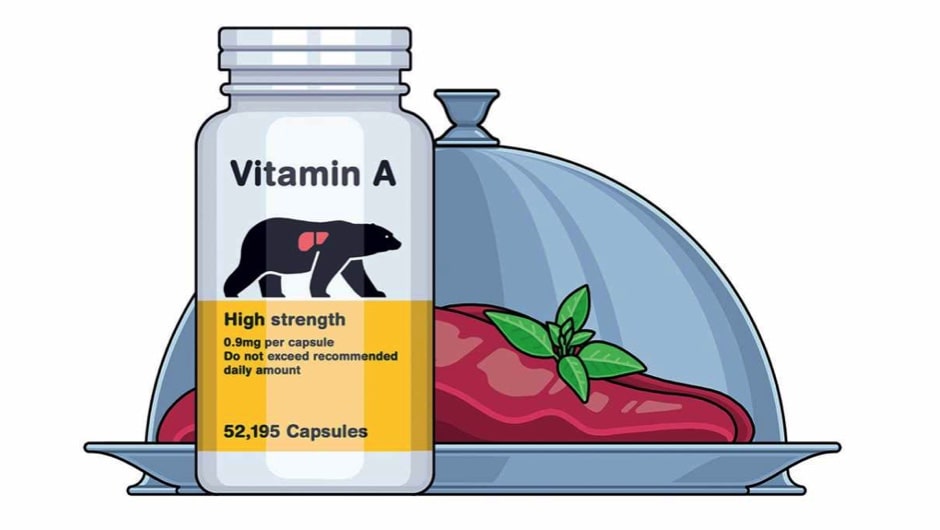 Vitamin A
High strength
0.9mg per capsule
Do not exceed recommended
daily amount
52,195 Capsules